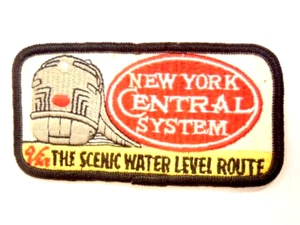 NEW YORK
CENTRAL
SYSTEM
THE SCENIC WATER LEVEL ROUTE